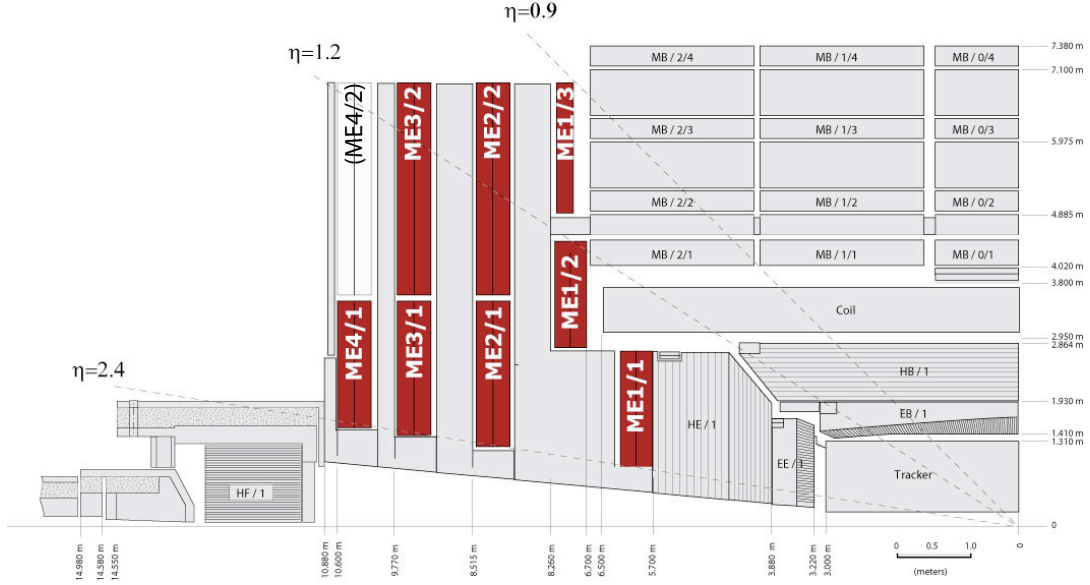 η=0.9
η=1.2
η=2.4
(ME4/2)
ME3/2
ME2/2
ME1/3
MB / 2/4
MB / 1/4
MB / 0/4
MB / 2/3
MB / 1/3
MB / 0/3
MB / 2/2
MB / 1/2
MB / 0/2
MB / 2/1
MB / 1/1
MB / 0/1
7.380 m
7.100 m
5.975 m
4.885 m
4.020 m
3.800 m
2.950 m
2.864 m
1.930 m
1.410 m
1.310 m
0
ME4/1
ME3/1
ME2/1
ME1/2
ME1/1
Coil
HB / 1
HE / 1
EB / 1
EE / 1
Tracker
HF / 1
14.980 m
14.580 m
14.550 m
10.880 m
10.600 m
9.770 m
8.515 m
8.260 m
6.700 m
6.500 m
5.700 m
3.880 m
3.220 m
3.000 m
0
0 0.5 1.0
(meters)